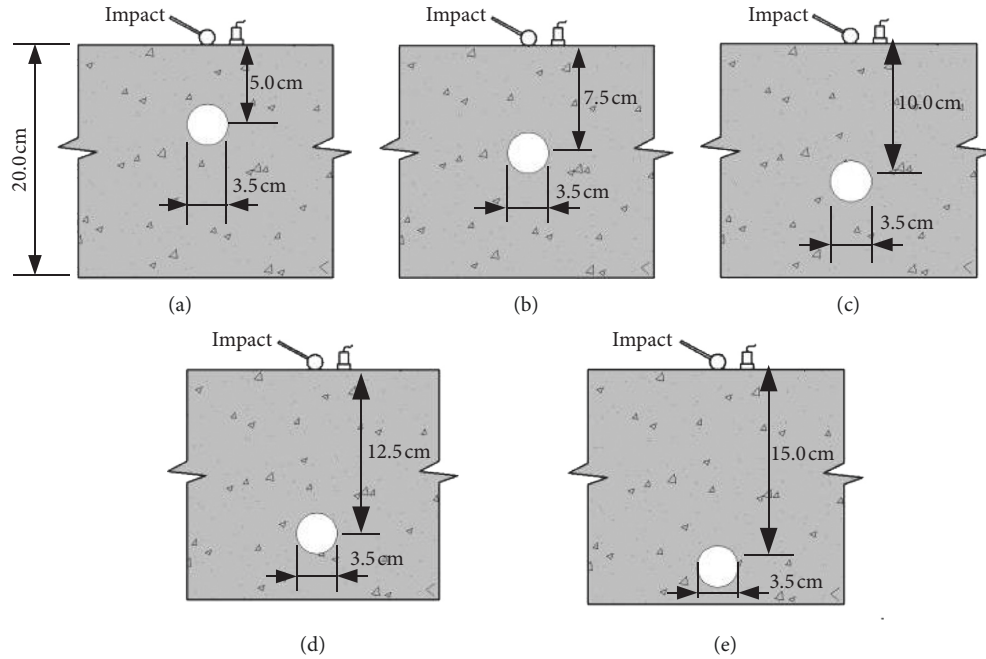 Impact
5.0 cm
20.0 cm
3.5 cm
(a)
Impact
7.5 cm
3.5 cm
(b)
Impact
10.0 cm
3.5 cm
(c)
Impact
12.5 cm
3.5 cm
(d)
Impact
15.0 cm
3.5 cm
(e)